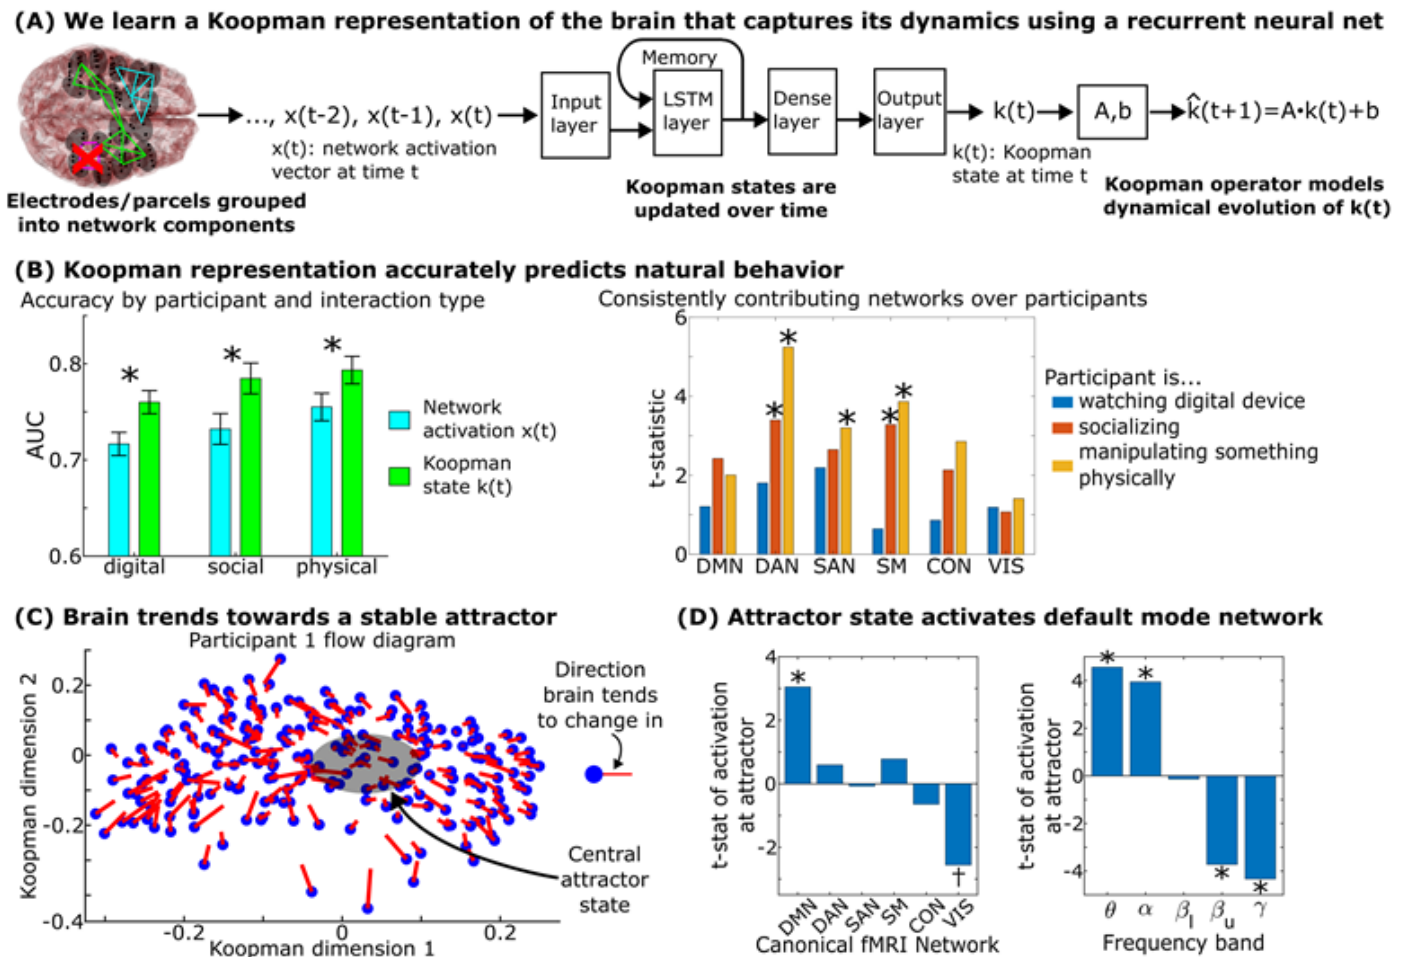 (A) We learn a Koopman representation of the brain that captures its dynamics using a recurrent neural net
Electrodes/parcels grouped
into network components
..., x(t-2), x(t-1), x(t)
x(t): network activation
vector at time t
Input
layer
Memory
LSTM
layer
Dense
layer
Output
layer
Koopman states are
updated over time
k(t)
k(t): Koopman
state at time t
A,b
k̂(t+1)=A•k(t)+b
Koopman operator models
dynamical evolution of k(t)
(B) Koopman representation accurately predicts natural behavior
Accuracy by participant and interaction type
AUC
0.8
0.7
0.6
* * *
digital social physical
Network
activation x(t)
Koopman
state k(t)
Consistently contributing networks over participants
t-statistic
6
4
2
0
* * * * *
DMN DAN SAN SM CON VIS
Participant is...
watching digital device
socializing
manipulating something
physically
(C) Brain trends towards a stable attractor
Participant 1 flow diagram
Koopman dimension 2
0.2
0
-0.2
-0.4
-0.2 0 0.2
Koopman dimension 1
Direction
brain tends
to change in
Central
attractor
state
(D) Attractor state activates default mode network
t-stat of activation
at attractor
4
2
0
-2
*
†
DMN DAN SAN SM CON VIS
Canonical fMRI Network
t-stat of activation
at attractor
4
2
0
-2
-4
* * * *
θ α βl βu γ
Frequency band